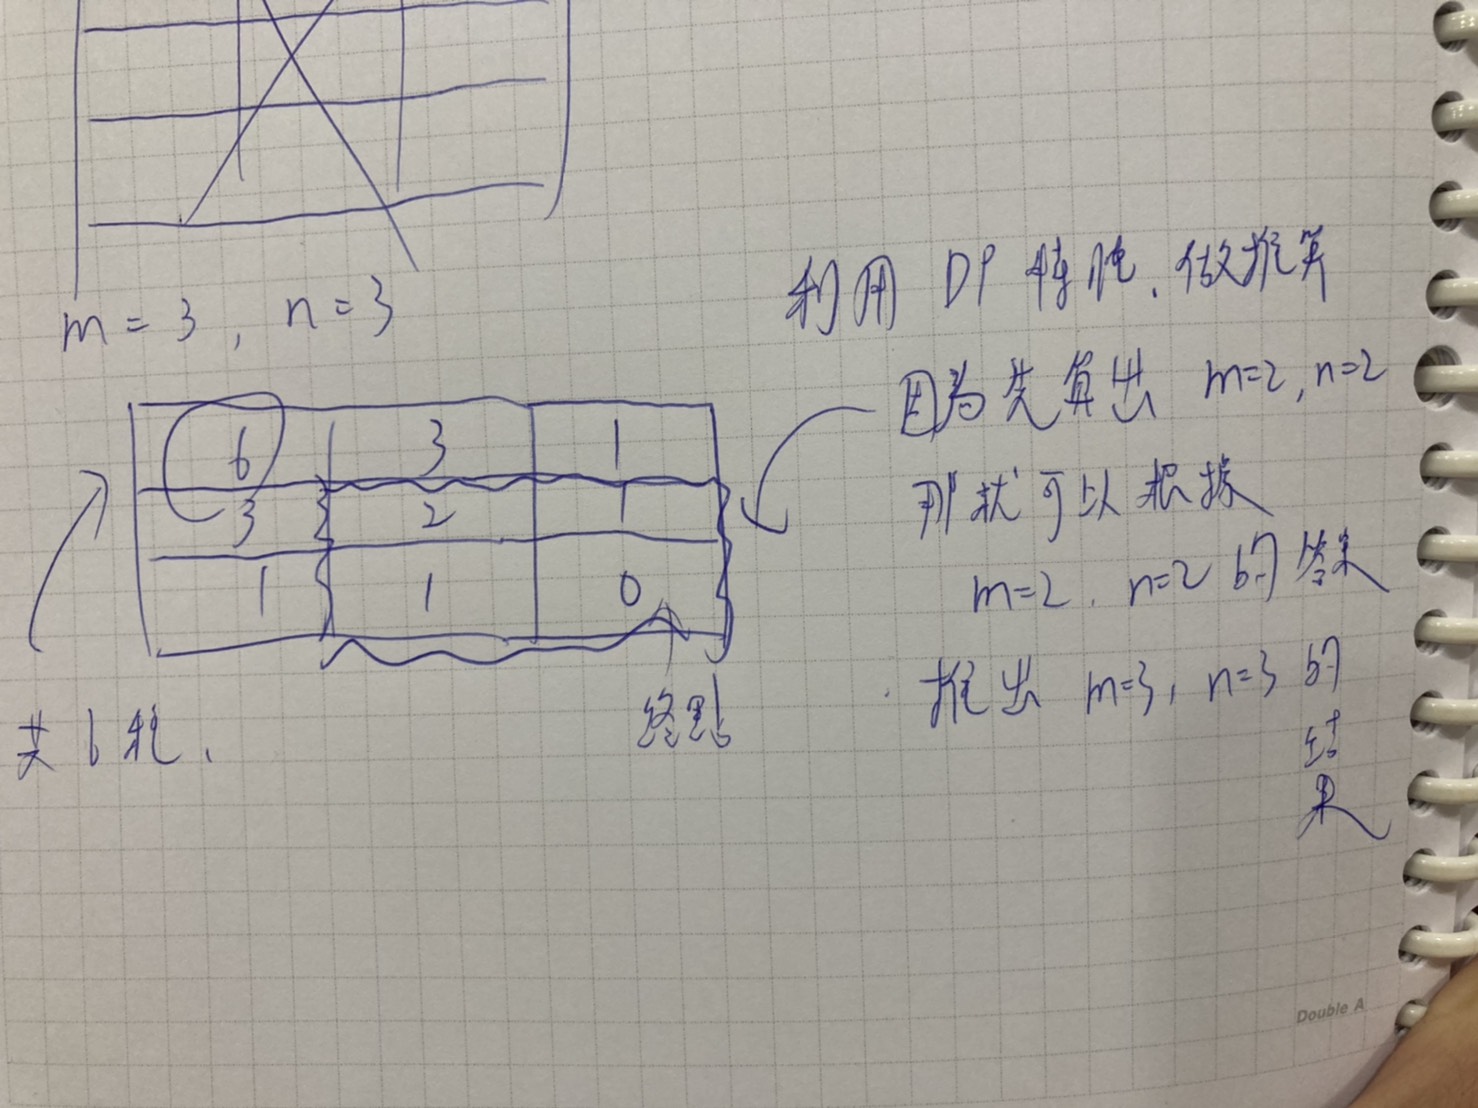 m = 3 , n = 3
6 3 1
3 2 1
1 1 0
終點
共 6 種.
利用 DP 特性. 做推算
因為先算出 m=2, n=2
那就可以根據
m=2. n=2 的答案
推出 m=3, n=3 的
結
果
Double A